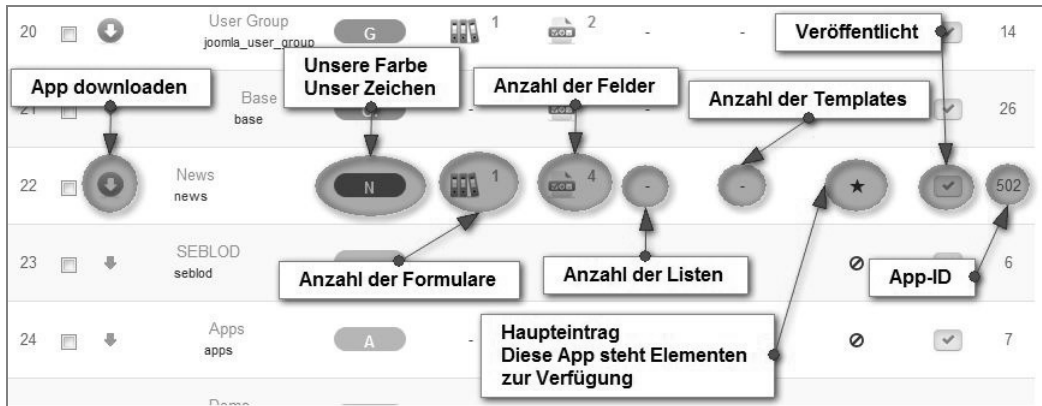 User Group
Veröffentlicht
20 G 1 2 - - 14
joomla_user_group
Unsere Farbe
Unser Zeichen
App downloaden
Anzahl der Felder
Base
Anzahl der Templates
21 26
base
News
22 N 1 4 - - 502
news
SEBLOD
23 6
seblod
Anzahl der Formulare
Anzahl der Listen
App-ID
Apps
24 A - 7
apps
Haupteintrag
Diese App steht Elementen
zur Verfügung